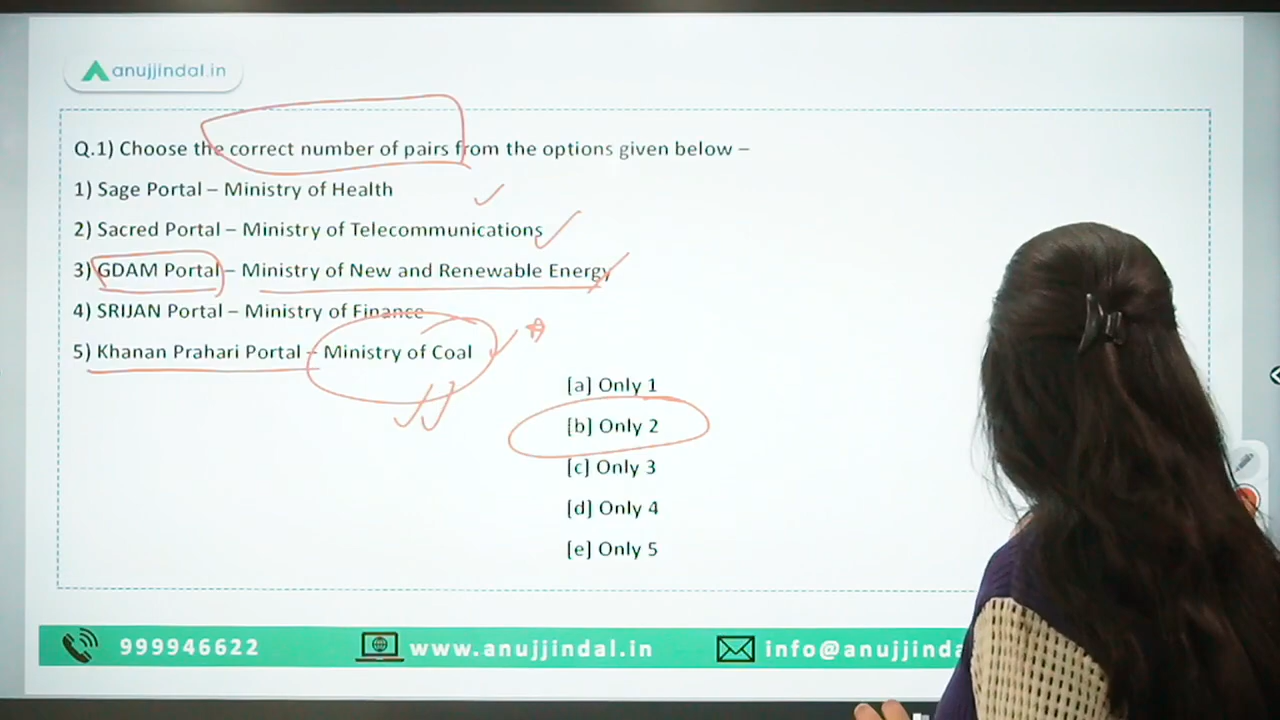 anujjindal.in
Q.1) Choose the correct number of pairs from the options given below –
1) Sage Portal – Ministry of Health
2) Sacred Portal – Ministry of Telecommunications
3) GDAM Portal – Ministry of New and Renewable Energy
4) SRIJAN Portal – Ministry of Finance
5) Khanan Prahari Portal – Ministry of Coal
[a] Only 1
[b] Only 2
[c] Only 3
[d] Only 4
[e] Only 5
999946622 www.anujjindal.in info@anujjinda